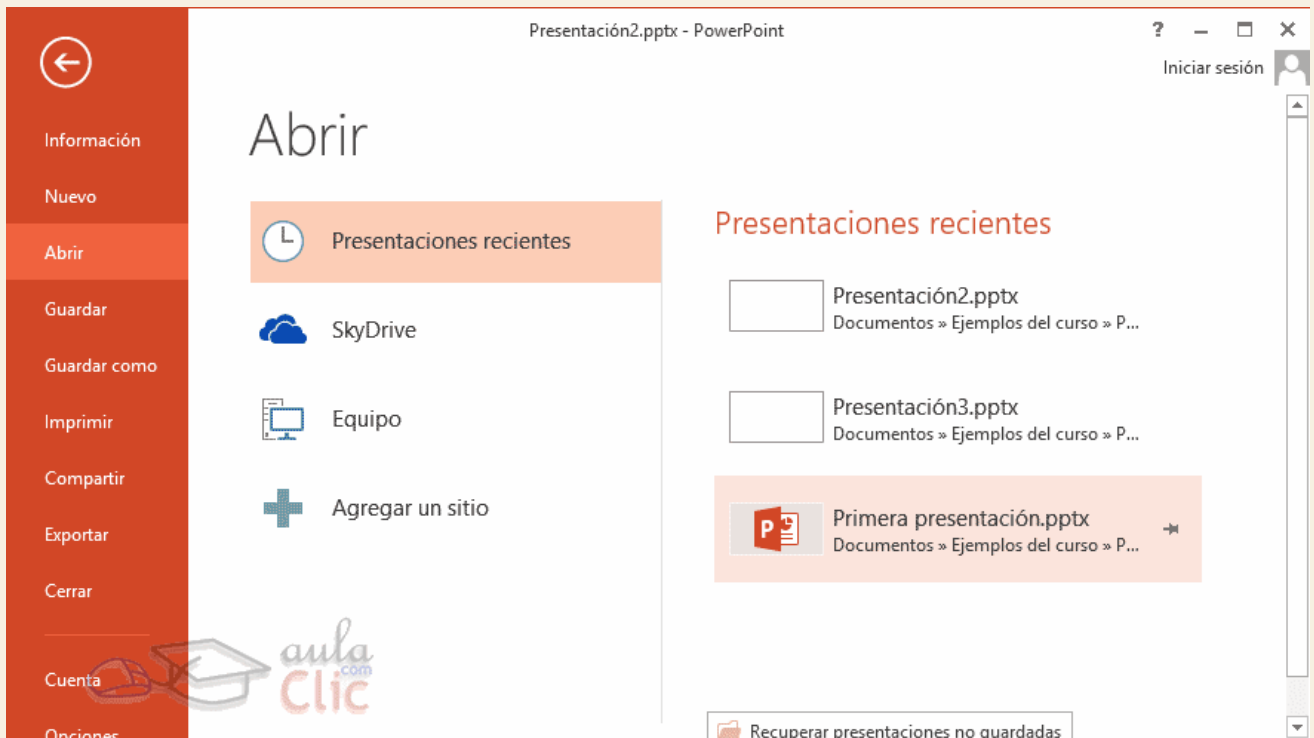 Presentación2.pptx - PowerPoint
?
Iniciar sesión
Información
Nuevo
Abrir
Guardar
Guardar como
Imprimir
Compartir
Exportar
Cerrar
Cuenta
Opciones
Abrir
Presentaciones recientes
SkyDrive
Equipo
Agregar un sitio
Presentaciones recientes
Presentación2.pptx
Documentos » Ejemplos del curso » P...
Presentación3.pptx
Documentos » Ejemplos del curso » P...
P
Primera presentación.pptx
Documentos » Ejemplos del curso » P...
Recuperar presentaciones no guardadas
aula
com
Clic